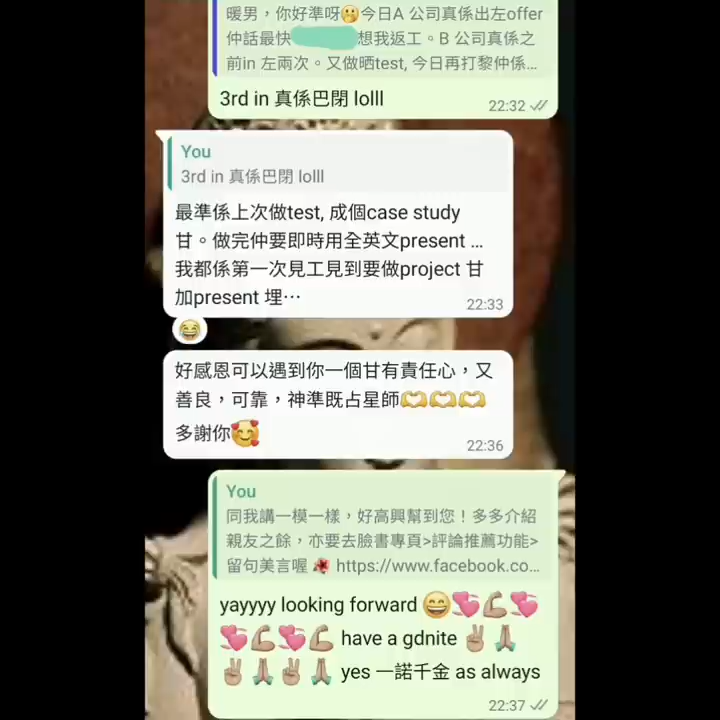 暖男，你好準呀🤭今日A 公司真係出左offer
仲話最快 想我返工。B 公司真係之
前in 左兩次。又做晒test, 今日再打黎仲係...
3rd in 真係巴閉 lolll
22:32
You
3rd in 真係巴閉 lolll
最準係上次做test, 成個case study
甘。做完仲要即時用全英文present ...
我都係第一次見工見到要做project 甘
加present 埋⋯
22:33
😂
好感恩可以遇到你一個甘有責任心，又
善良，可靠，神準既占星師🫶🫶🫶
多謝你🥰
22:36
You
同我講一模一樣，好高興幫到您！多多介紹
親友之餘，亦要去臉書專頁>評論推薦功能>
留句美言喔 🌺 https://www.facebook.co...
yayyyy looking forward 😄💞💪🏽💞
💞💪🏽💞💪🏽 have a gdnite ✌🏽🙏🏽
✌🏽🙏🏽✌🏽🙏🏽 yes 一諾千金 as always
22:37